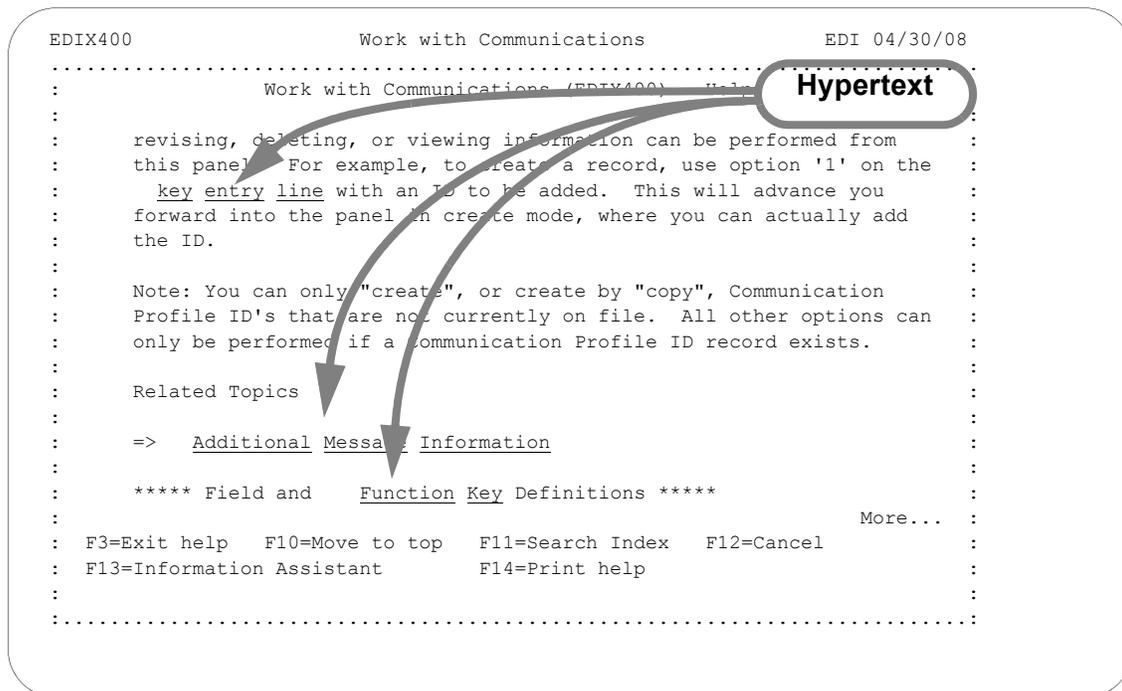 EDIX400 Work with Communications EDI 04/30/08
................................................................................
: Work with Communications (EDIX400) - Help
Hypertext
: :
: revising, deleting, or viewing information can be performed from :
: this panel. For example, to create a record, use option '1' on the :
: key entry line with an ID to be added. This will advance you :
: forward into the panel in create mode, where you can actually add :
: the ID. :
: :
: Note: You can only "create", or create by "copy", Communication :
: Profile ID's that are not currently on file. All other options can :
: only be performed if a Communication Profile ID record exists. :
: :
: Related Topics :
: :
: => Additional Message Information :
: :
: ***** Field and Function Key Definitions ***** :
: More... :
: F3=Exit help F10=Move to top F11=Search Index F12=Cancel :
: F13=Information Assistant F14=Print help :
: :
:............................................................................: